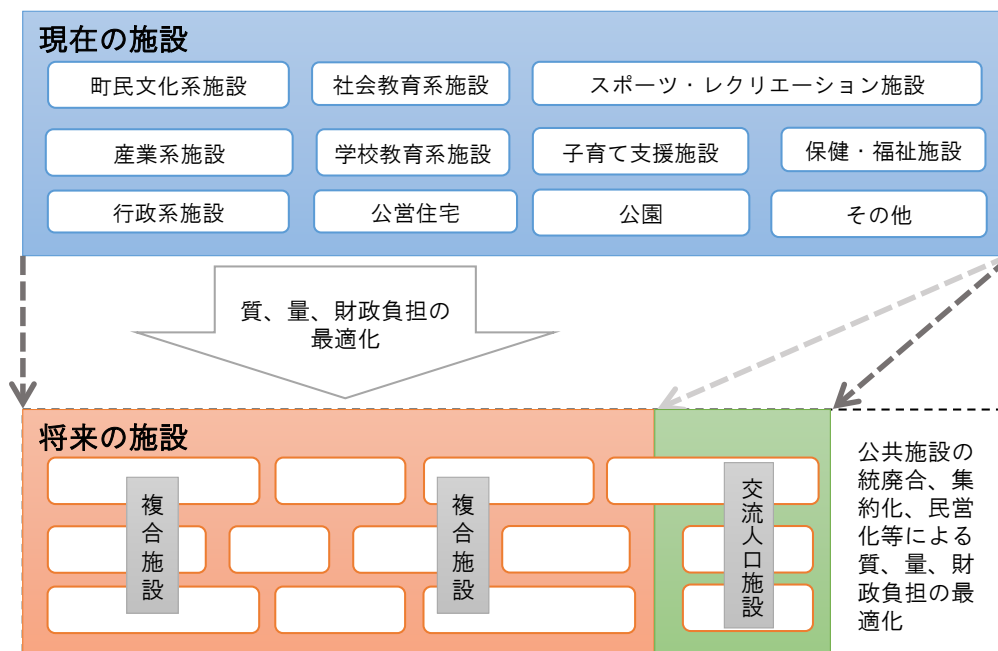 現在の施設
町民文化系施設
社会教育系施設
スポーツ・レクリエーション施設
産業系施設
学校教育系施設
子育て支援施設
保健・福祉施設
行政系施設
公営住宅
公園
その他
質、量、財政負担の
最適化
将来の施設
複合施設
複合施設
交流人口施設
公共施設の
統廃合、集
約化、民営
化等による
質、量、財
政負担の最
適化